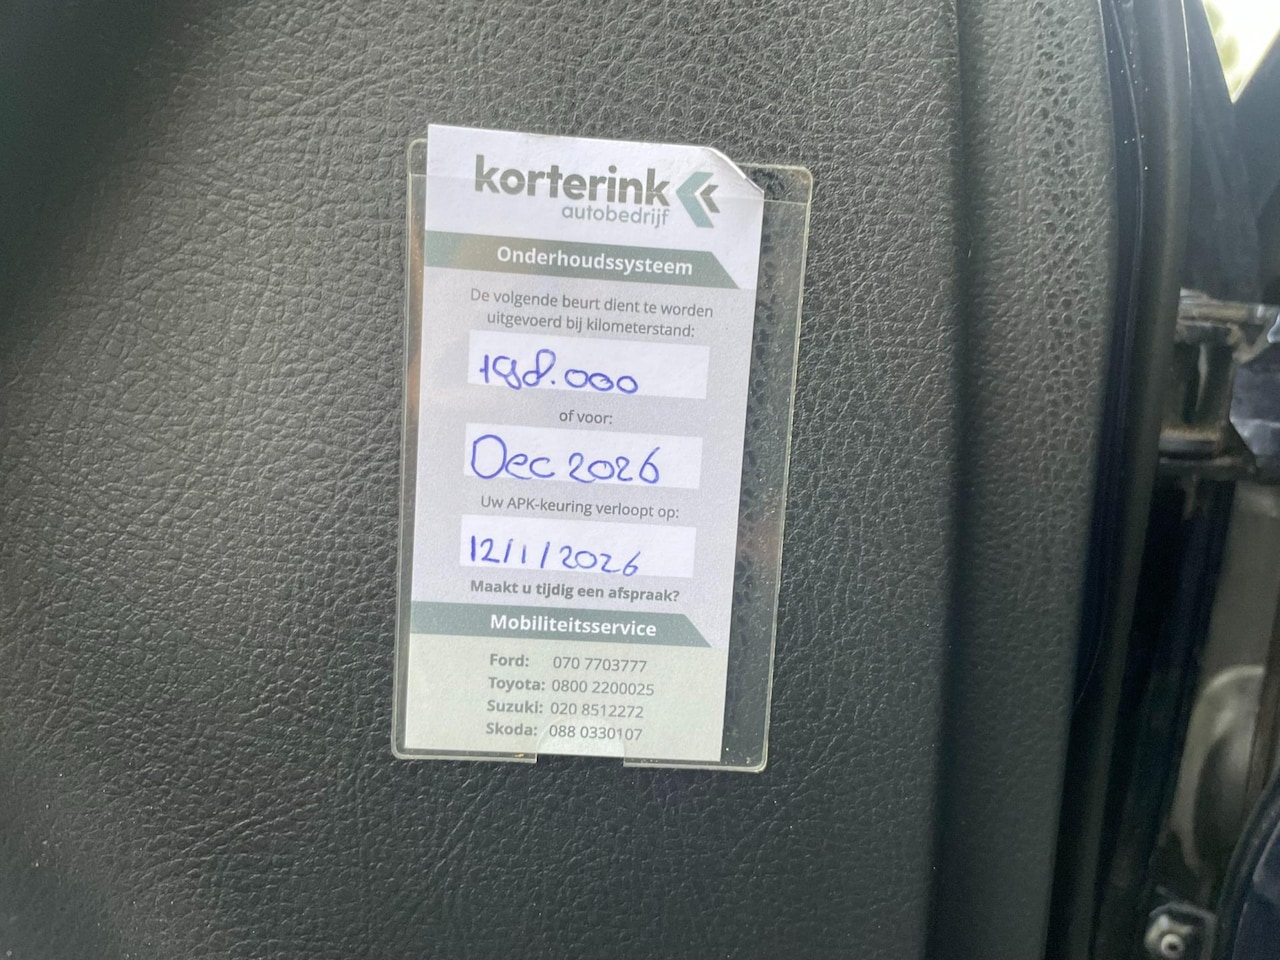 korterink
autobedrijf
Onderhoudssysteem
De volgende beurt dient te worden
uitgevoerd bij kilometerstand:
198.000
of voor:
Dec 2026
Uw APK-keuring verloopt op:
12/1/2026
Maakt u tijdig een afspraak?
Mobiliteitsservice
Ford: 070 7703777
Toyota: 0800 2200025
Suzuki: 020 8512272
Skoda: 088 0330107